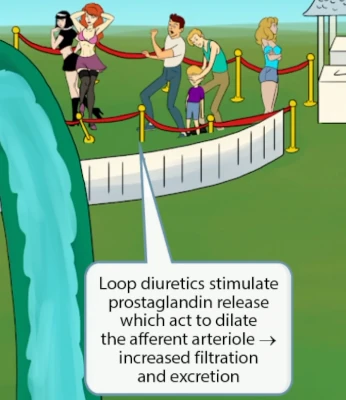 Loop diuretics stimulate
prostaglandin release
which act to dilate
the afferent arteriole →
increased filtration
and excretion